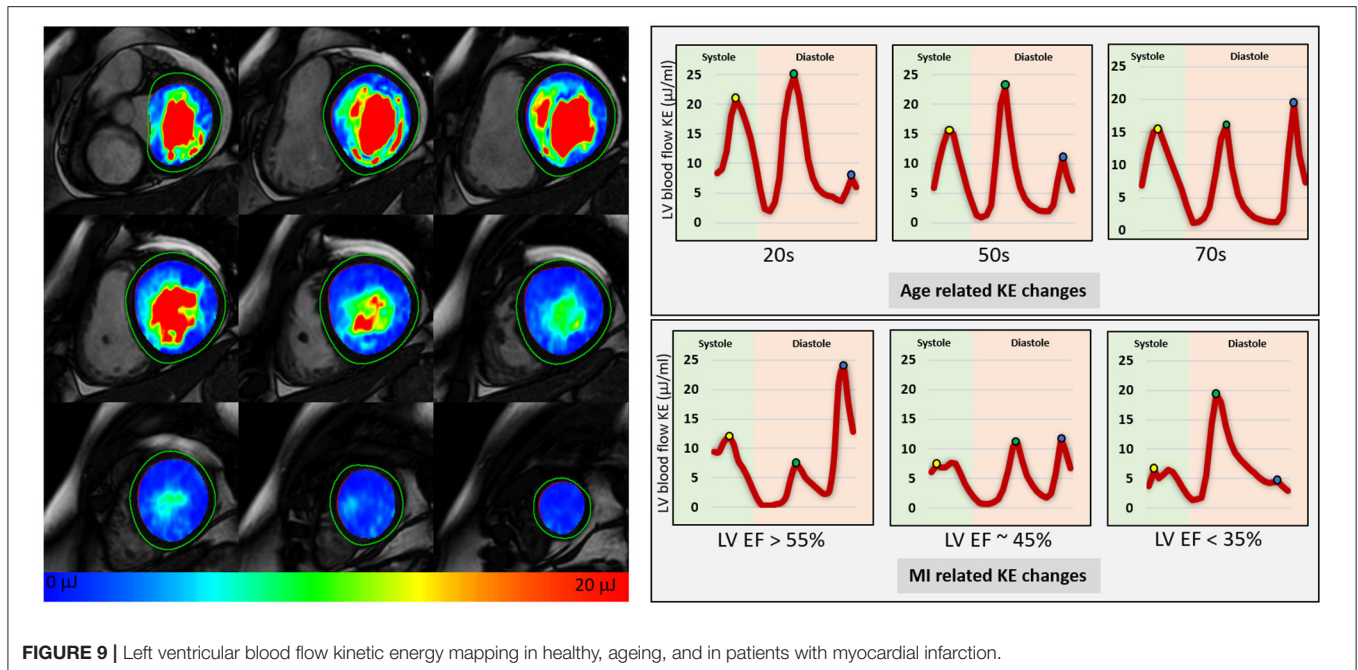 0 µJ
20 µJ
LV blood flow KE (µJ/ml)
Systole
Diastole
25
20
15
10
5
0
20s
Systole
Diastole
25
20
15
10
5
0
50s
Systole
Diastole
25
20
15
10
5
0
70s
Age related KE changes
LV blood flow KE (µJ/ml)
Systole
Diastole
25
20
15
10
5
0
LV EF > 55%
Systole
Diastole
25
20
15
10
5
0
LV EF ~ 45%
Systole
Diastole
25
20
15
10
5
0
LV EF < 35%
MI related KE changes
FIGURE 9 | Left ventricular blood flow kinetic energy mapping in healthy, ageing, and in patients with myocardial infarction.